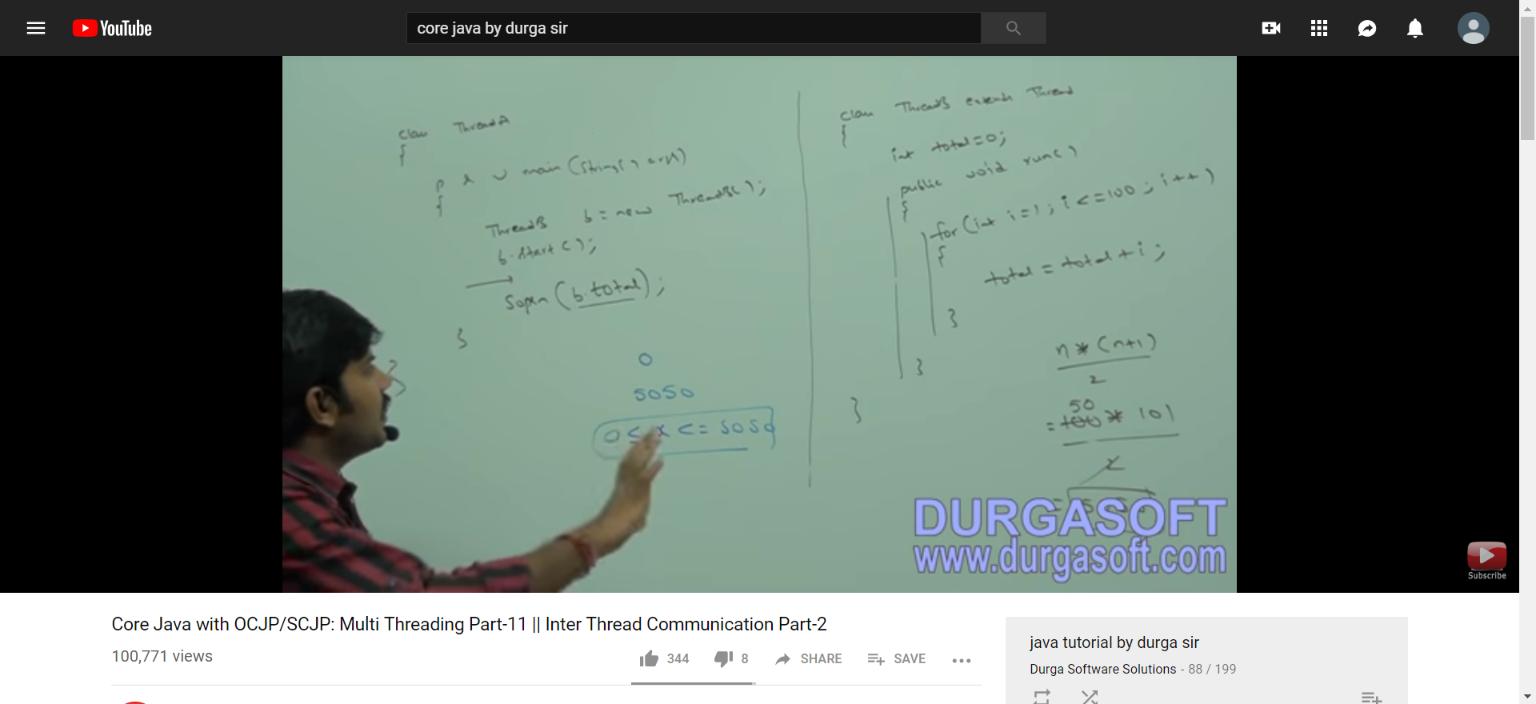 YouTube
core java by durga sir
class ThreadA
{
p s v main(String[] args)
{
ThreadB b = new ThreadB();
b.start();
Sopln(b.total);
}
}
0
5050
0 < x <= 5050
class ThreadB extends Thread
{
int total=0;
public void run()
{
for(int i=1; i<=100; i++)
{
total = total + i;
}
}
}
n * (n+1)
2
50
= 100 * 101
2
DURGASOFT
www.durgasoft.com
Subscribe
Core Java with OCJP/SCJP: Multi Threading Part-11 || Inter Thread Communication Part-2
100,771 views
344
8
SHARE
SAVE
java tutorial by durga sir
Durga Software Solutions - 88 / 199